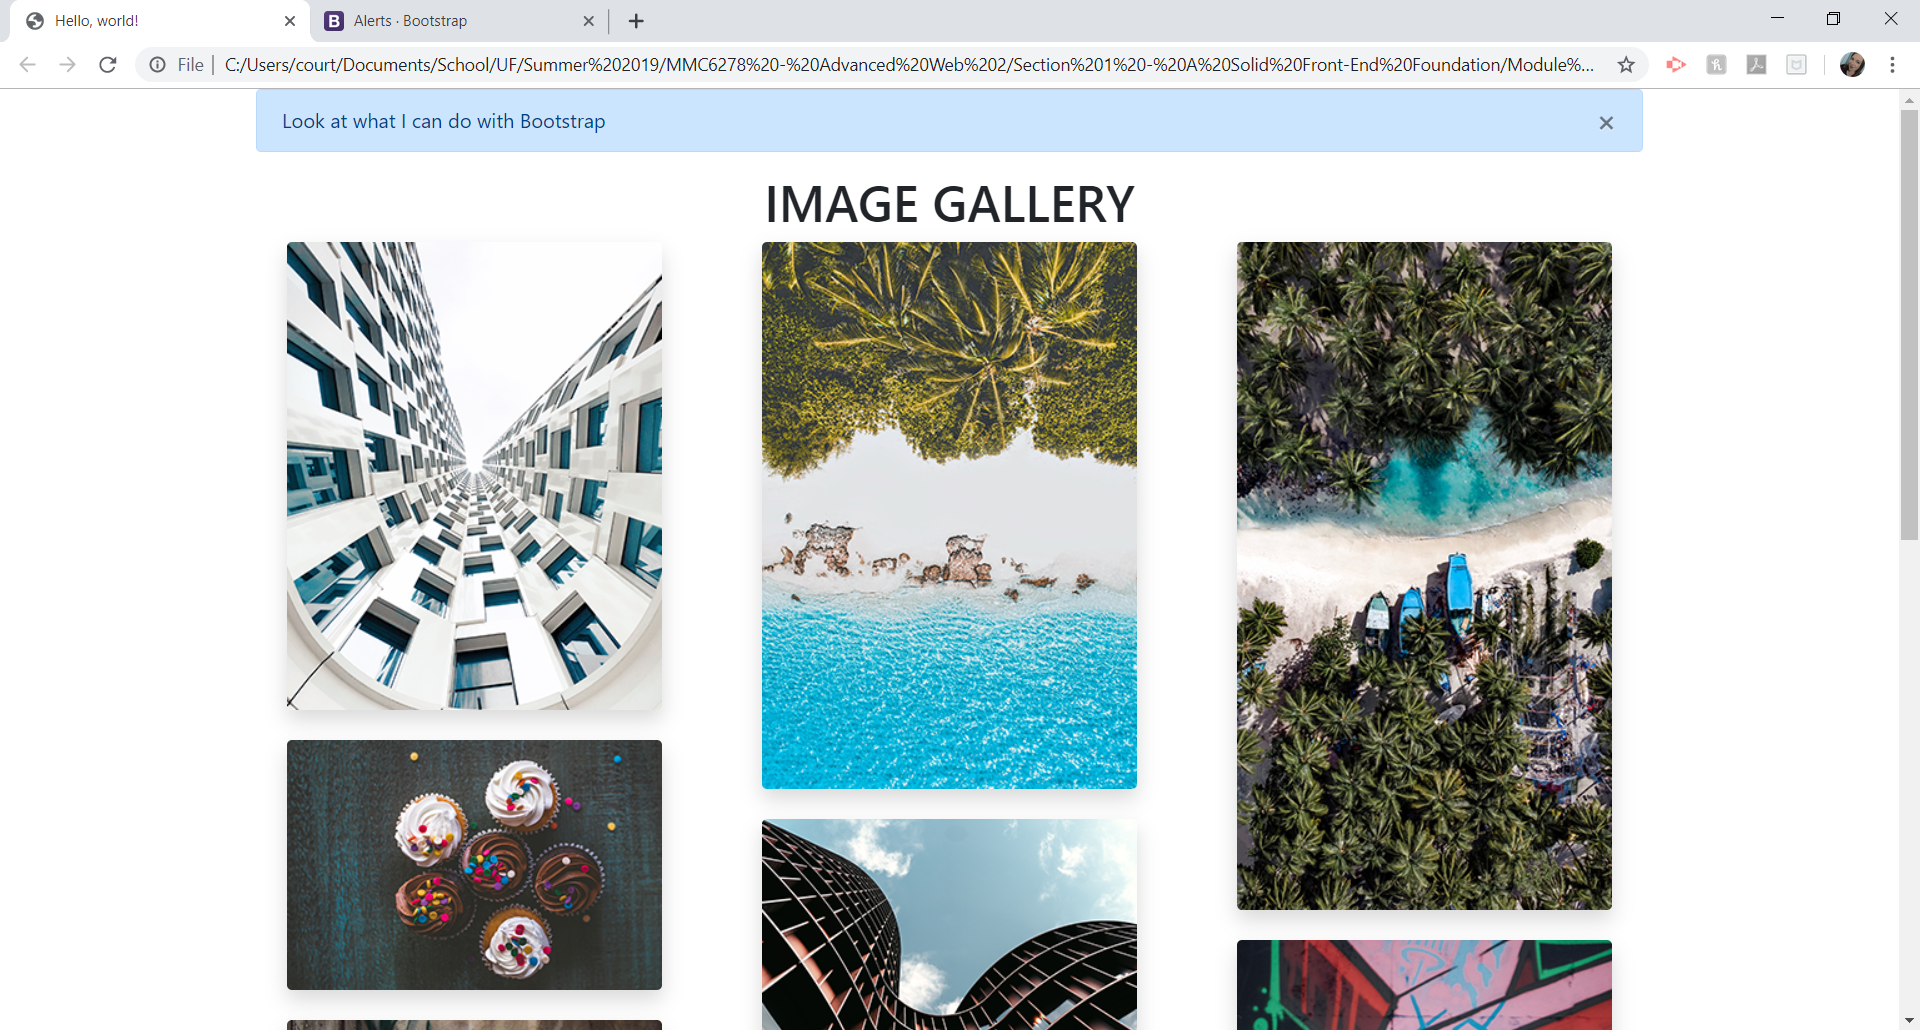 Hello, world!
B Alerts · Bootstrap
File C:/Users/court/Documents/School/UF/Summer%202019/MMC6278%20-%20Advanced%20Web%202/Section%201%20-%20A%20Solid%20Front-End%20Foundation/Module%...
Look at what I can do with Bootstrap
IMAGE GALLERY